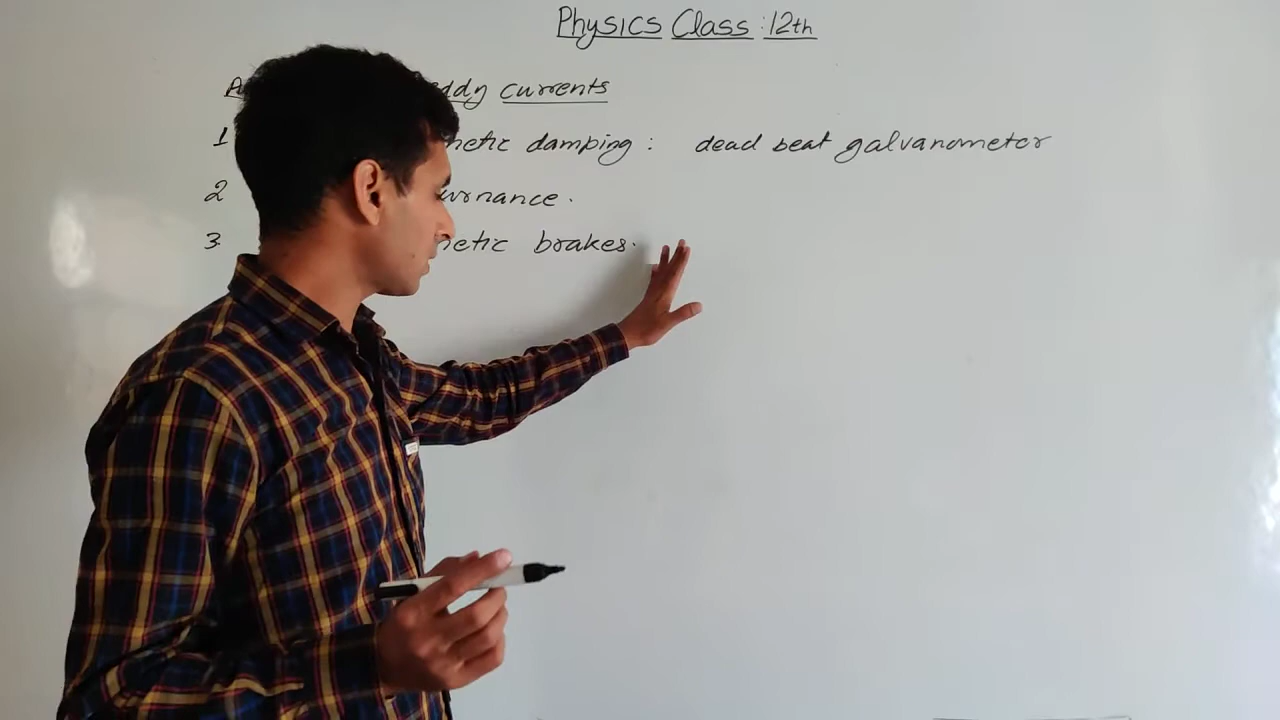 Physics Class : 12th
A eddy currents
1 netic damping : dead beat galvanometer
2 urnance.
3. netic brakes.